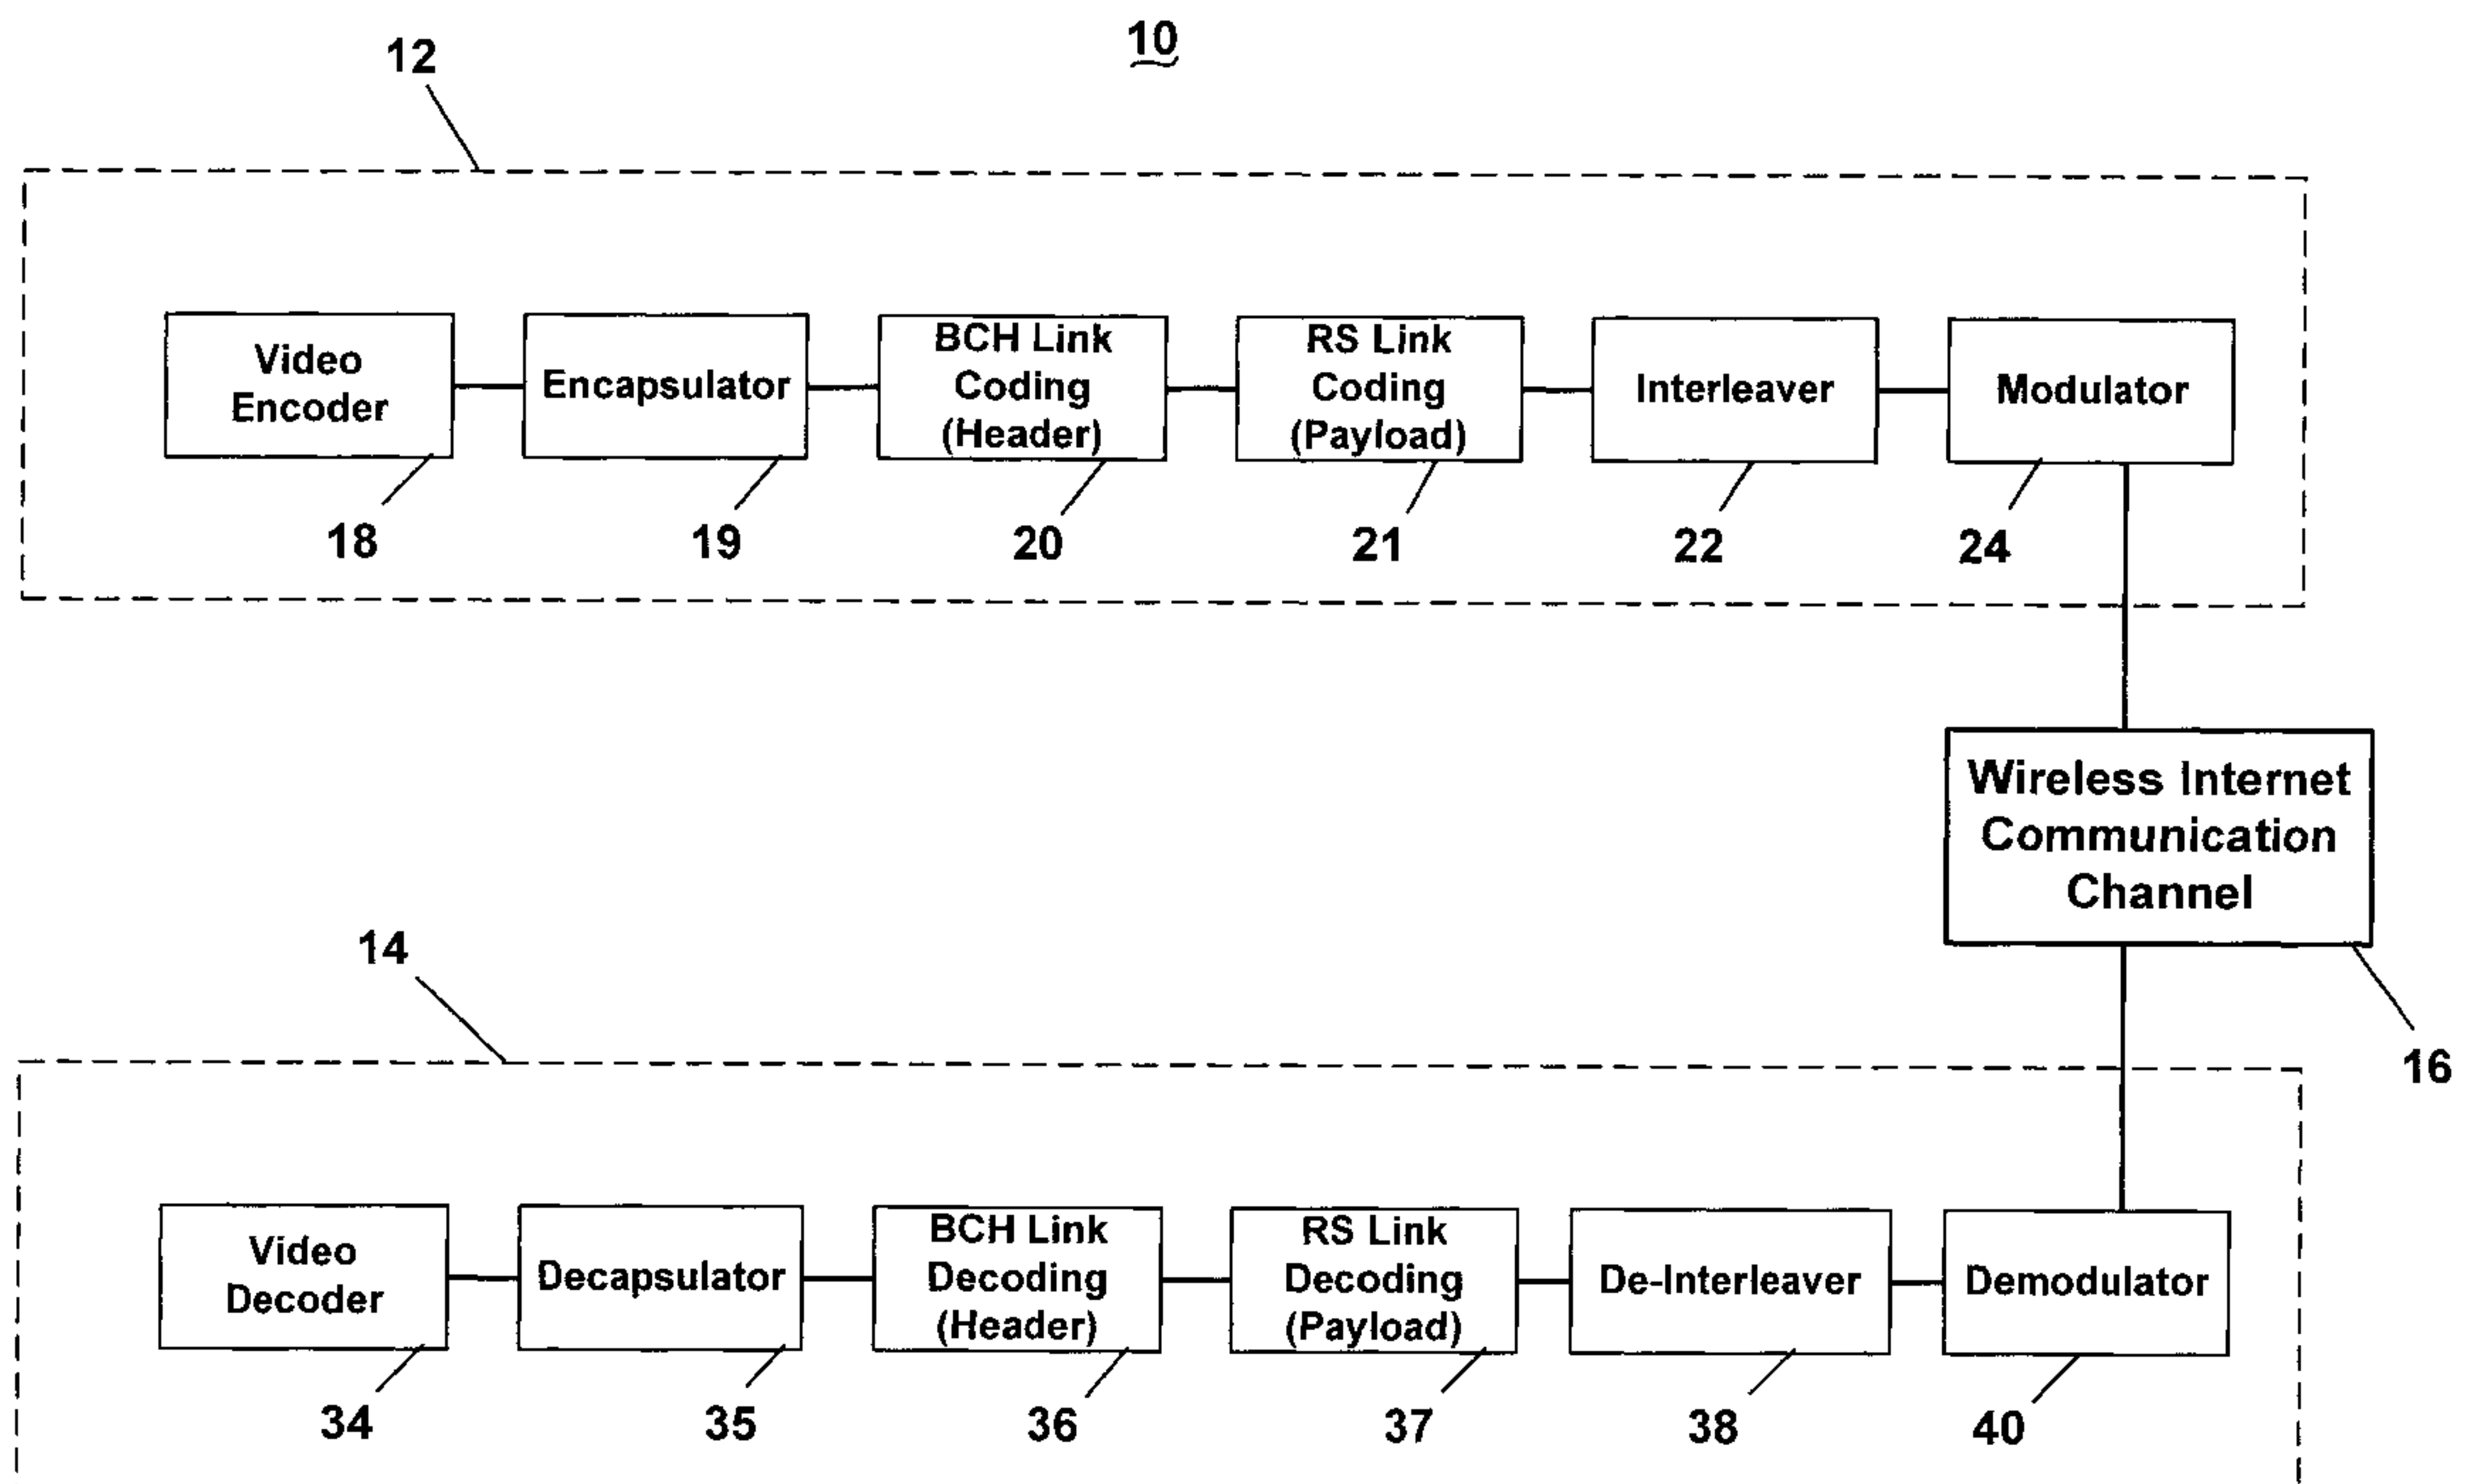 10
12
Video
Encoder
Encapsulator
BCH Link
Coding
(Header)
RS Link
Coding
(Payload)
Interleaver
Modulator
18
19
20
21
22
24
Wireless Internet
Communication
Channel
16
14
Video
Decoder
Decapsulator
BCH Link
Decoding
(Header)
RS Link
Decoding
(Payload)
De-Interleaver
Demodulator
34
35
36
37
38
40